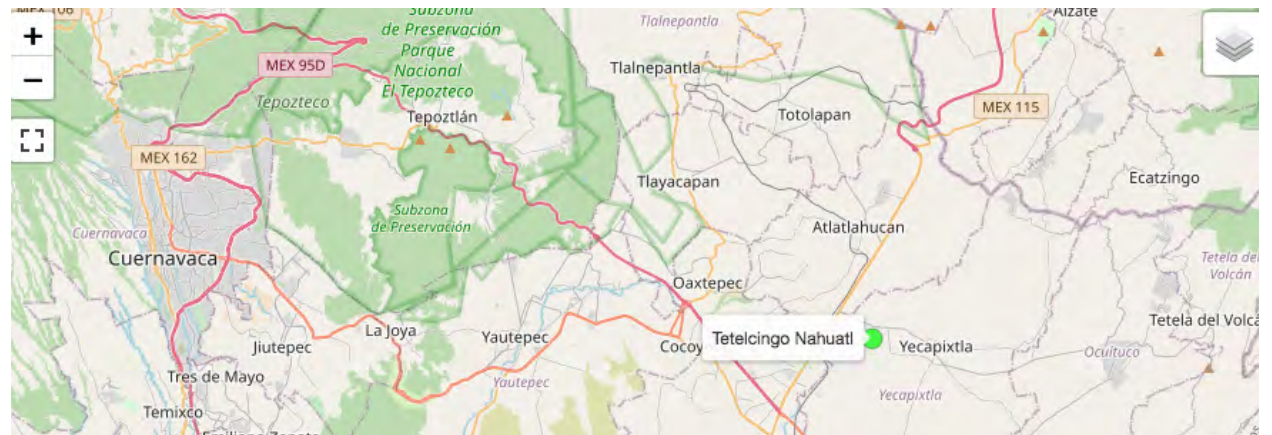 +
−
MEX 106
MEX 95D
MEX 162
MEX 115
Subzona
de Preservación
Parque
Nacional
El Tepozteco
Tepozteco
Tepoztlán
Tlalnepantla
Tlalnepantla
Totolapan
Alzate
Tlayacapan
Ecatzingo
Subzona
de Preservación
Atlatlahucan
Cuernavaca
Cuernavaca
Tetela del
Volcán
Oaxtepec
La Joya
Yautepec
Jiutepec
Cocoy
Tetelcingo Nahuatl
Yecapixtla
Tetela del Volcá
Ocuituco
Tres de Mayo
Yautepec
Yecapixtla
Temixco
Emiliano Zapata